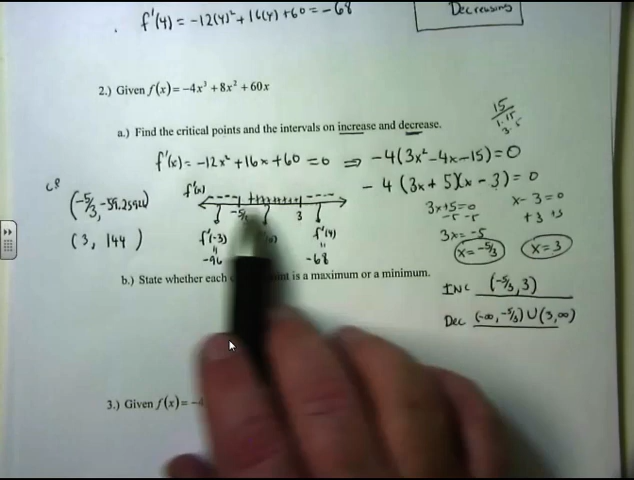 f'(4) = -12(4)² + 16(4) + 60 = -68
Decreasing
2.) Given f(x) = -4x³ + 8x² + 60x
a.) Find the critical points and the intervals on increase and decrease.
15
1·15
3·5
f'(x) = -12x² + 16x + 60 = 0 ⇒ -4(3x² - 4x - 15) = 0
-4(3x + 5)(x - 3) = 0
3x+5=0
-5 -5
3x = -5
x = -5/3
x - 3 = 0
+3 +3
x = 3
(3, 144)
f'(x)
- - - - + + + + + + + - - - -
3
f'(-3)
f'(4)
=
=
-96
-68
b.) State whether each is a maximum or a minimum.
INC (-5/3, 3)
Dec (-∞, -5/3) ∪ (3, ∞)
3.) Given f(x) = -4